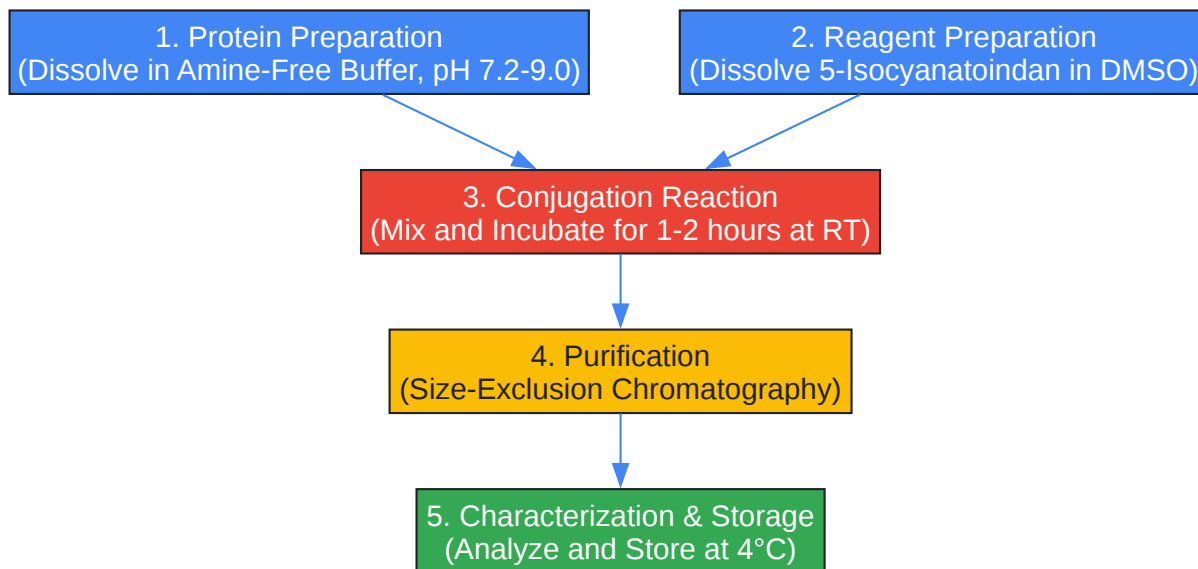 1. Protein Preparation
(Dissolve in Amine-Free Buffer, pH 7.2-9.0)
2. Reagent Preparation
(Dissolve 5-Isocyanatoindan in DMSO)
3. Conjugation Reaction
(Mix and Incubate for 1-2 hours at RT)
4. Purification
(Size-Exclusion Chromatography)
5. Characterization & Storage
(Analyze and Store at 4°C)